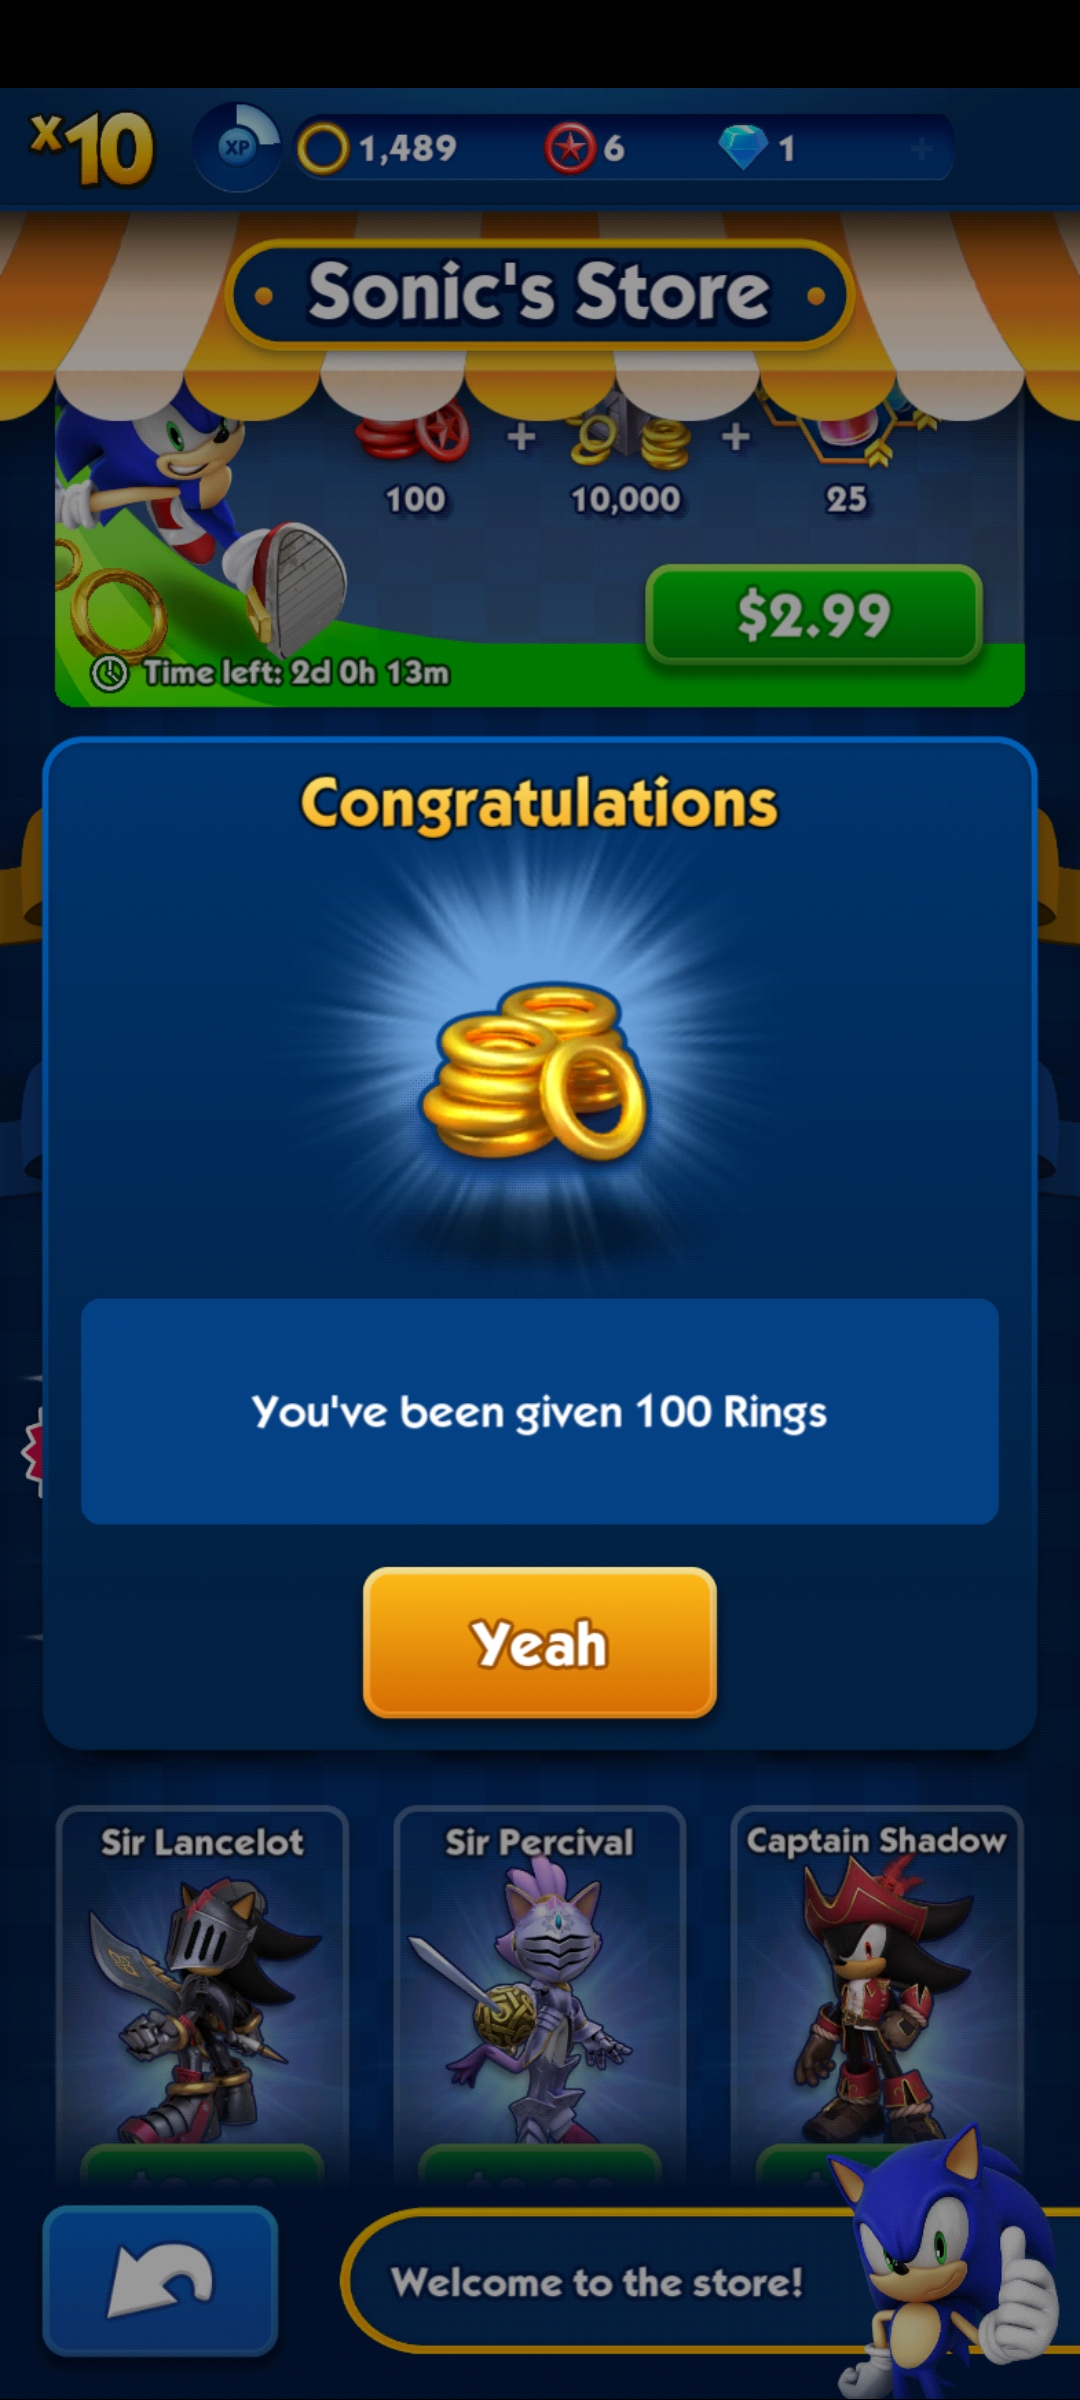 x10
XP
1,489
6
1
+
Sonic's Store
+
+
100
10,000
25
$2.99
Time left: 2d 0h 13m
Congratulations
You've been given 100 Rings
Yeah
Sir Lancelot
Sir Percival
Captain Shadow
Welcome to the store!